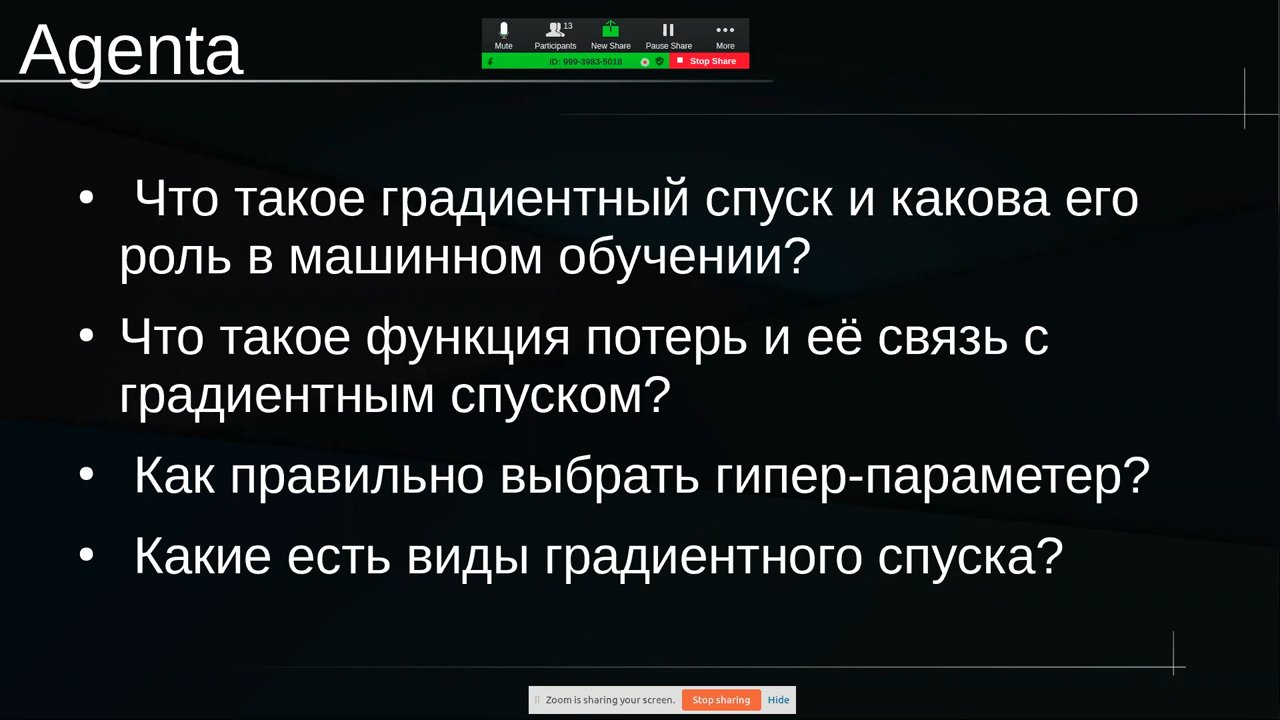 Agenta
13
Mute Participants New Share Pause Share More
ID: 999-3983-5018 Stop Share
• Что такое градиентный спуск и какова его
роль в машинном обучении?
• Что такое функция потерь и её связь с
градиентным спуском?
• Как правильно выбрать гипер-параметер?
• Какие есть виды градиентного спуска?
Zoom is sharing your screen. Stop sharing Hide